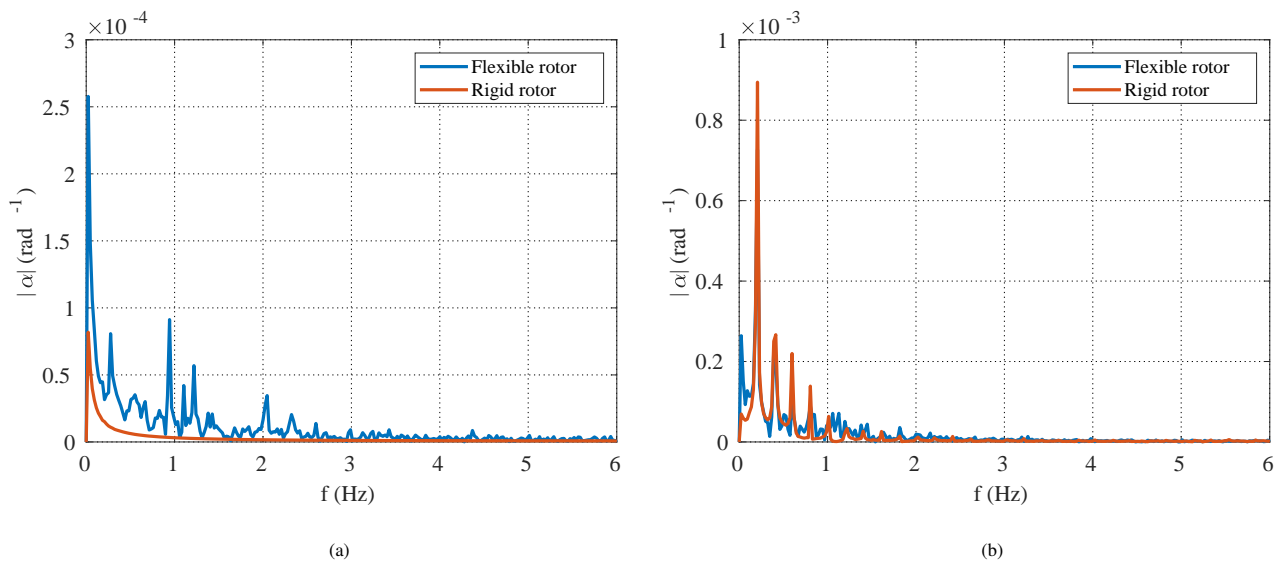 ×10 -4
3
2.5
2
1.5
1
0.5
0
|α| (rad -1)
0 1 2 3 4 5 6
f (Hz)
Flexible rotor
Rigid rotor
(a)
×10 -3
1
0.8
0.6
0.4
0.2
0
|α| (rad -1)
0 1 2 3 4 5 6
f (Hz)
Flexible rotor
Rigid rotor
(b)